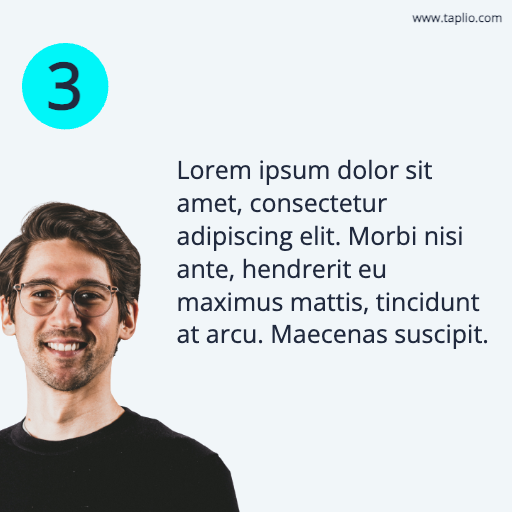 www.taplio.com
3
Lorem ipsum dolor sit
amet, consectetur
adipiscing elit. Morbi nisi
ante, hendrerit eu
maximus mattis, tincidunt
at arcu. Maecenas suscipit.